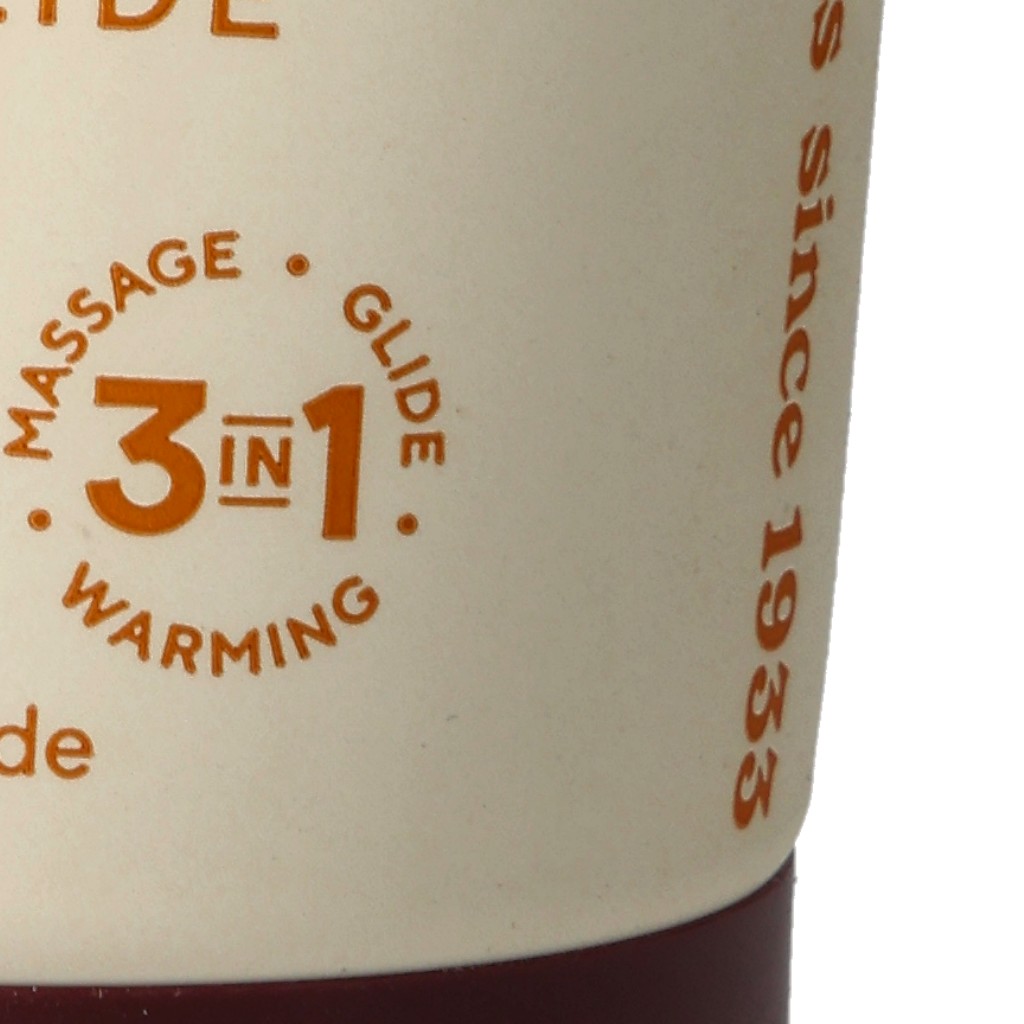 MASSAGE • GLIDE
3 IN 1
• WARMING •
de
s since 1933